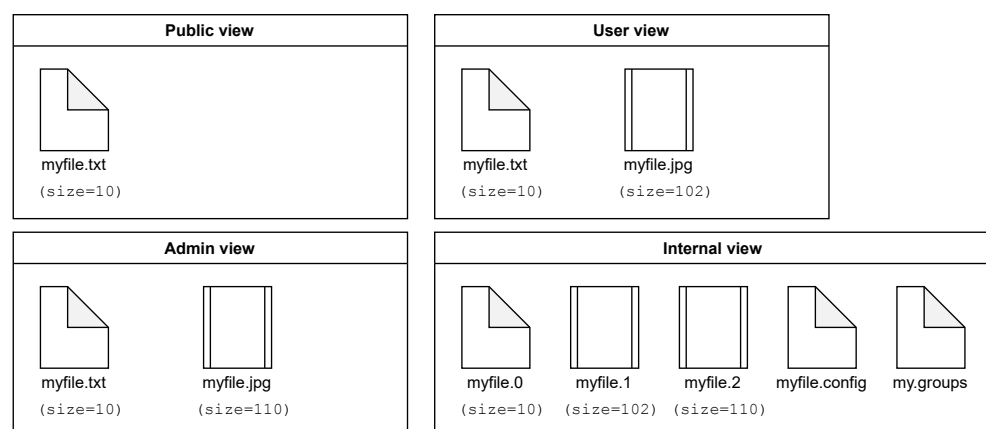 Public view
myfile.txt
(size=10)
User view
myfile.txt myfile.jpg
(size=10) (size=102)
Admin view
myfile.txt myfile.jpg
(size=10) (size=110)
Internal view
myfile.0 myfile.1 myfile.2 myfile.config my.groups
(size=10) (size=102) (size=110)